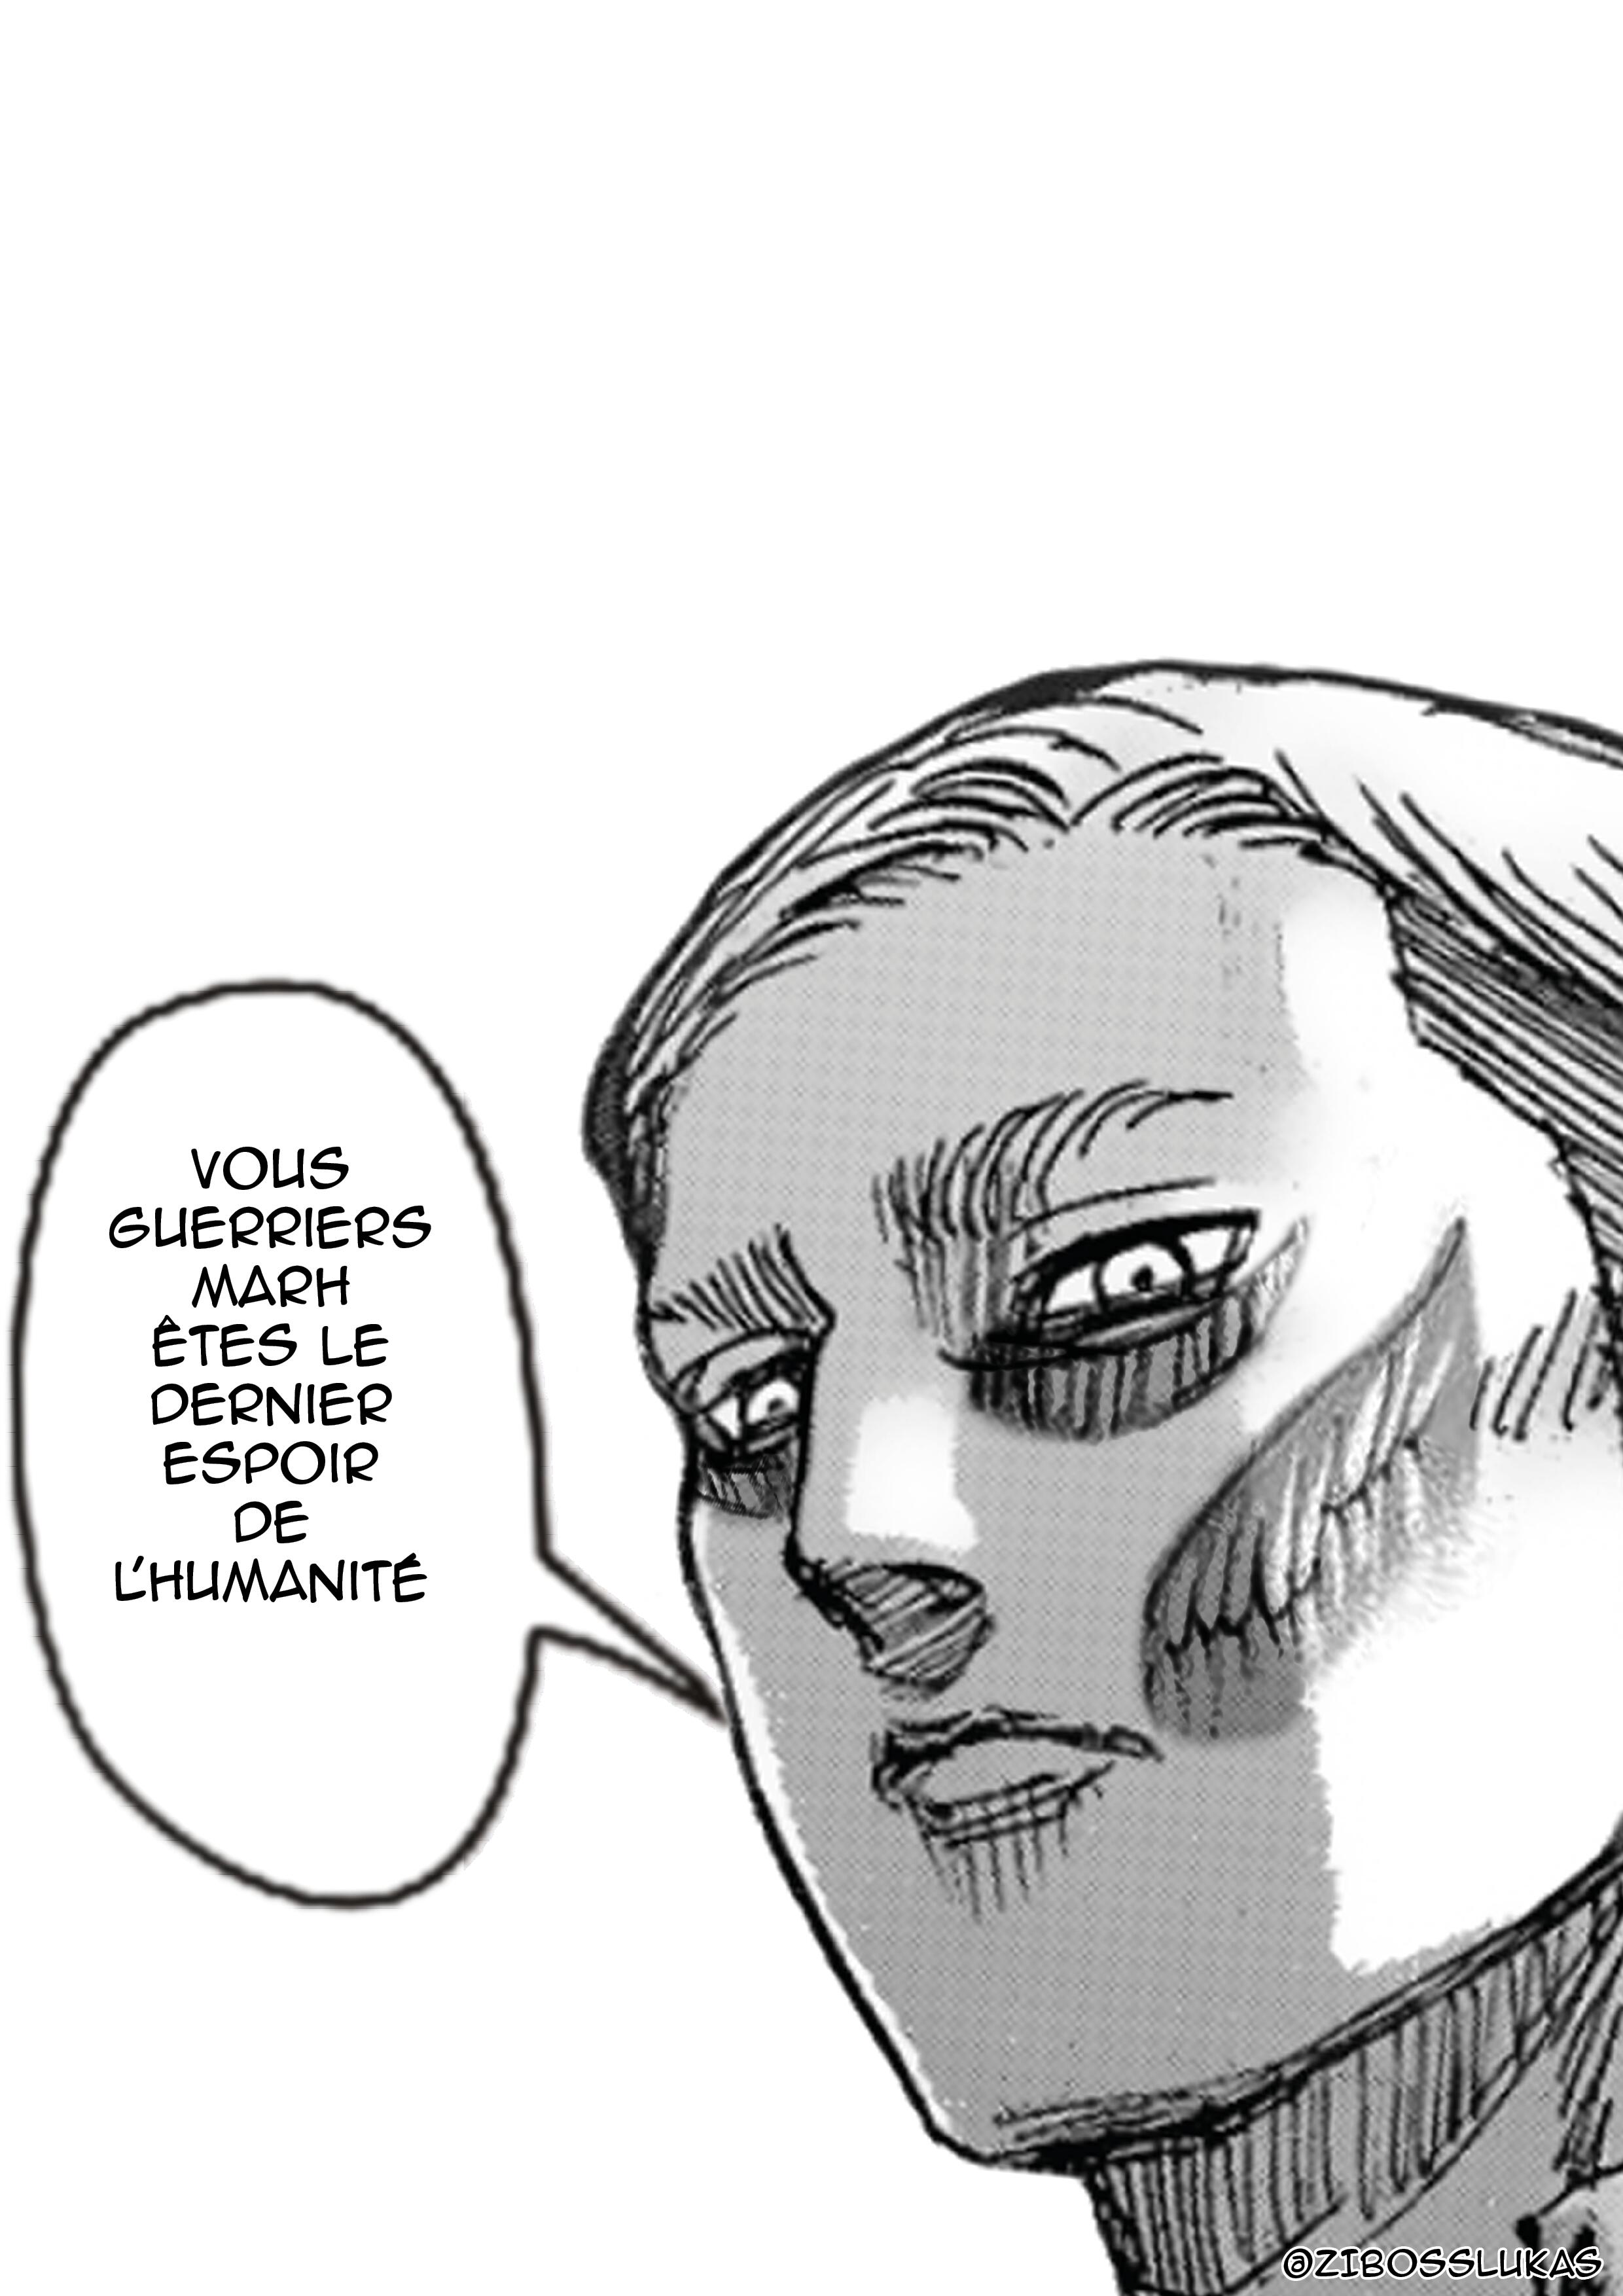 VOUS
GUERRIERS
MARH
ÊTES LE
DERNIER
ESPOIR
DE
L'HUMANITÉ
@ZIBOSSLUKAS